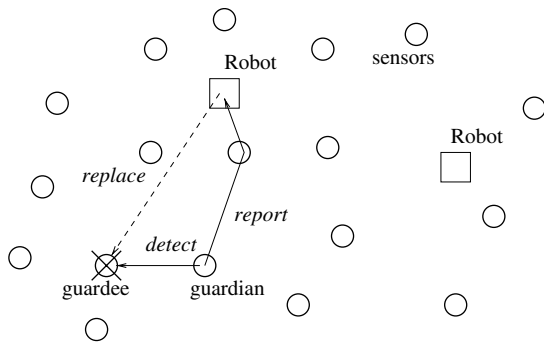 Robot
sensors
Robot
replace
report
detect
guardee
guardian